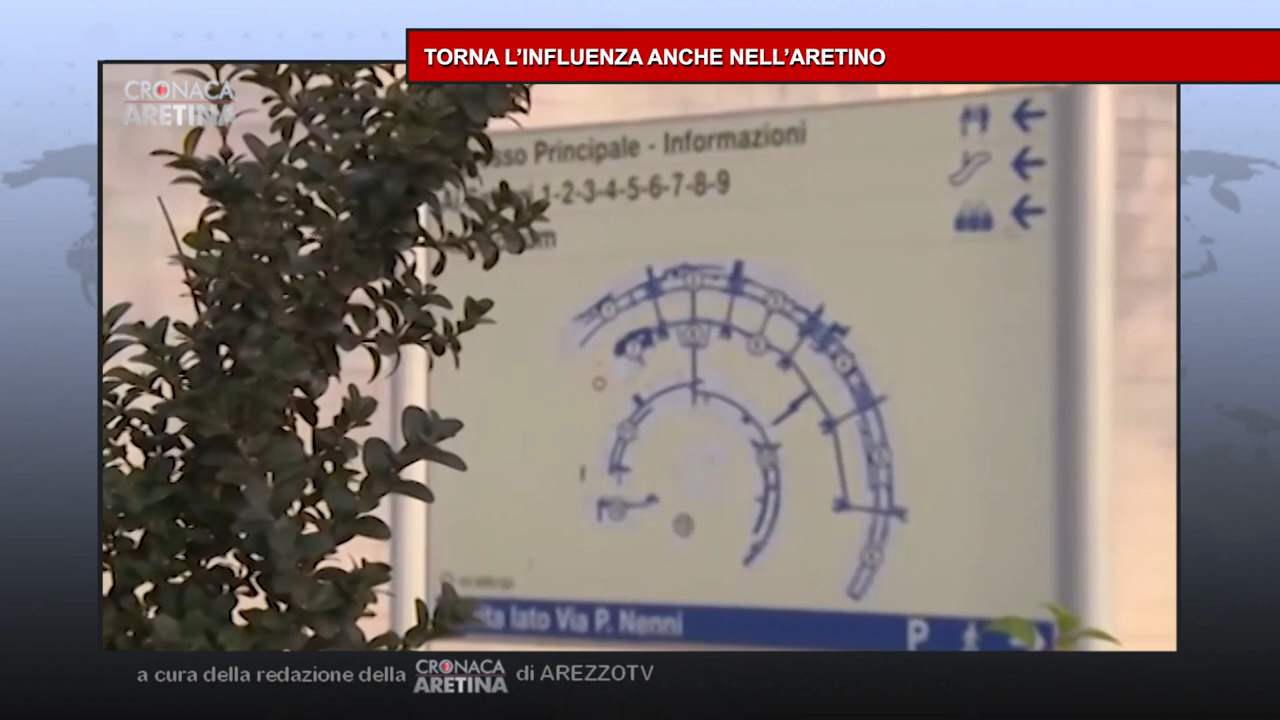 TORNA L'INFLUENZA ANCHE NELL'ARETINO
CRONACA
ARETINA
Principale - Informazioni
1-2-3-4-5-6-7-8-9
lato Via P. Nenni
P
a cura della redazione della CRONACA ARETINA di AREZZOTV